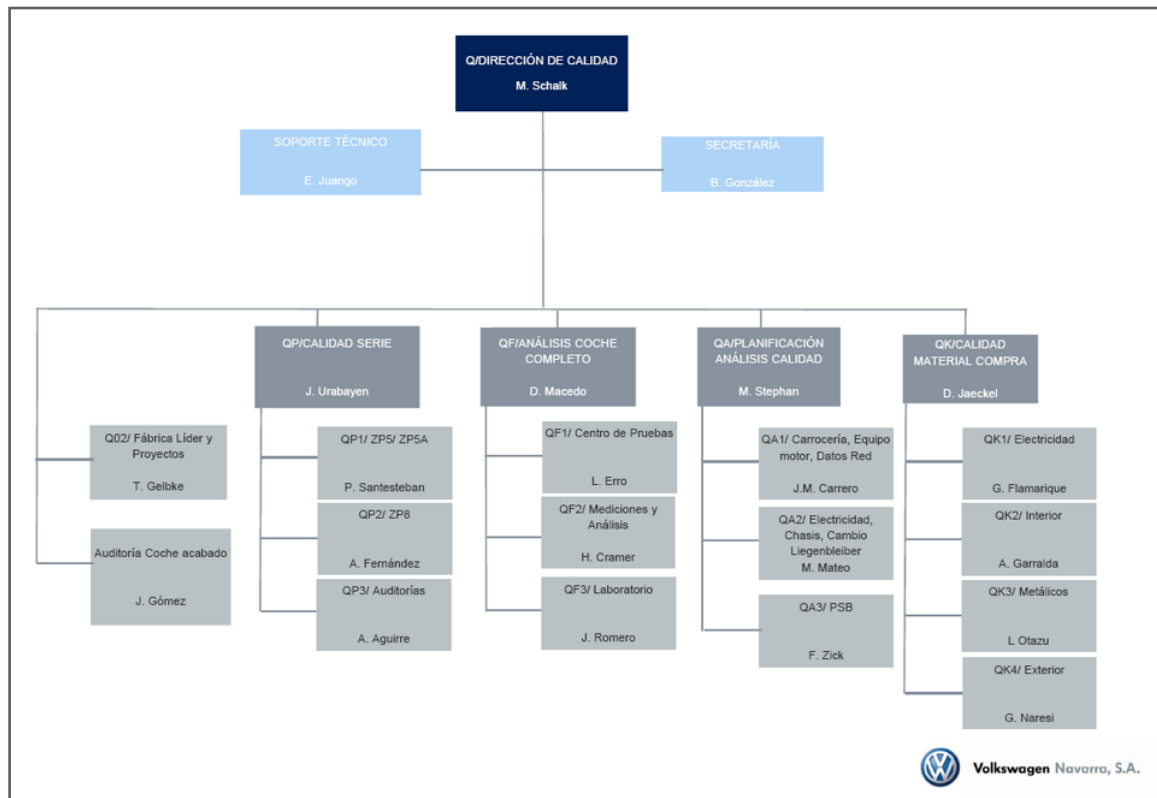 Q/DIRECCIÓN DE CALIDAD
M. Schalk
SOPORTE TÉCNICO
E. Juango
SECRETARÍA
B. González
QP/CALIDAD SERIE
J. Urabayen
QF/ANÁLISIS COCHE
COMPLETO
D. Macedo
QA/PLANIFICACIÓN
ANÁLISIS CALIDAD
M. Stephan
QK/CALIDAD
MATERIAL COMPRA
D. Jaeckel
Q02/ Fábrica Líder y
Proyectos
T. Gelbke
Auditoría Coche acabado
J. Gómez
QP1/ ZP5/ ZP5A
P. Santesteban
QP2/ ZP8
A. Fernández
QP3/ Auditorías
A. Aguirre
QF1/ Centro de Pruebas
L. Erro
QF2/ Mediciones y
Análisis
H. Cramer
QF3/ Laboratorio
J. Romero
QA1/ Carrocería, Equipo
motor, Datos Red
J.M. Carrero
QA2/ Electricidad,
Chasis, Cambio
Liegenbleiber
M. Mateo
QA3/ PSB
F. Zick
QK1/ Electricidad
G. Flamarique
QK2/ Interior
A. Garralda
QK3/ Metálicos
I. Otazu
QK4/ Exterior
G. Naresi
Volkswagen Navarra, S.A.